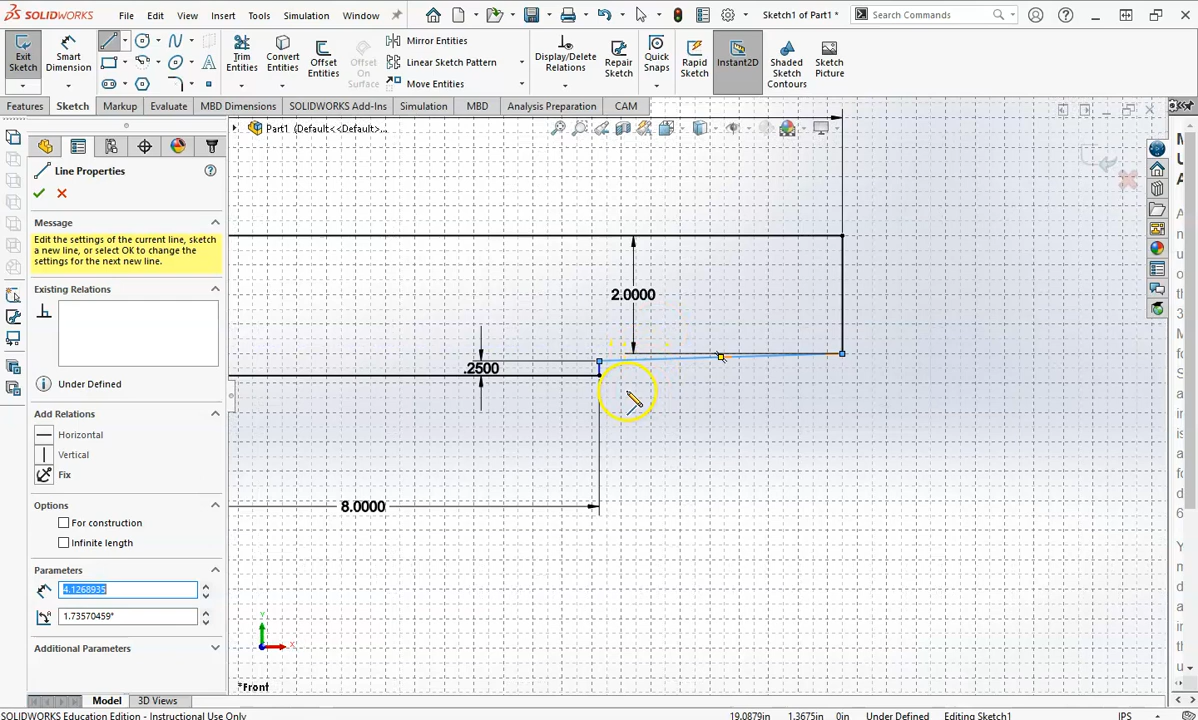 SOLIDWORKS File Edit View Insert Tools Simulation Window Sketch1 of Part1 * Search Commands
Exit Sketch
Smart Dimension
Trim Entities
Convert Entities
Offset Entities
Offset On Surface
Mirror Entities
Linear Sketch Pattern
Move Entities
Display/Delete Relations
Repair Sketch
Quick Snaps
Rapid Sketch
Instant2D
Shaded Sketch Contours
Sketch Picture
Features Sketch Markup Evaluate MBD Dimensions SOLIDWORKS Add-Ins Simulation MBD Analysis Preparation CAM
Part1 (Default<<Default>...
Line Properties
Message
Edit the settings of the current line, sketch
a new line, or select OK to change the
settings for the next new line.
Existing Relations
Under Defined
Add Relations
Horizontal
Vertical
Fix
Options
For construction
Infinite length
Parameters
4.1268935
1.73570459°
Additional Parameters
2.0000
.2500
8.0000
Y
X
*Front
Model 3D Views
SOLIDWORKS Education Edition - Instructional Use Only 19.0879in 1.3675in 0in Under Defined Editing Sketch1 IPS